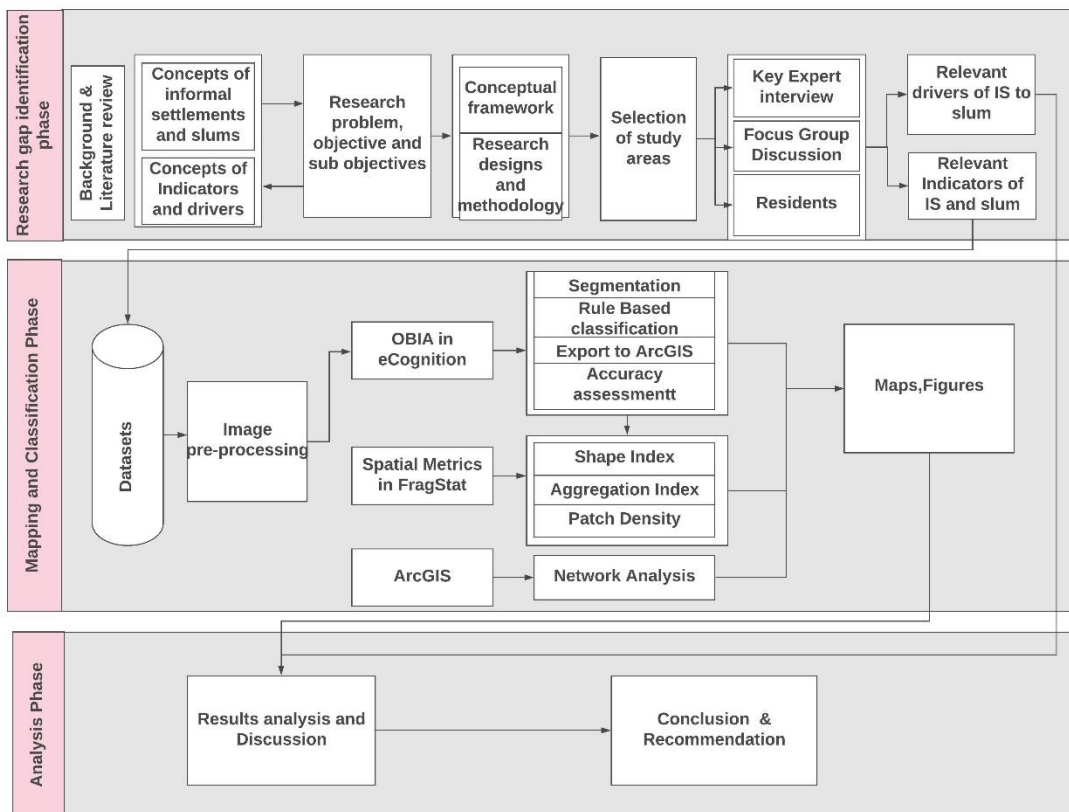 Research gap identification
phase
Background &
Literature review
Concepts of
informal
settlements
and slums
Concepts of
Indicators
and drivers
Research
problem,
objective and
sub objectives
Conceptual
framework
Research
designs and
methodology
Selection
of study
areas
Key Expert
interview
Focus Group
Discussion
Residents
Relevant
drivers of IS to
slum
Relevant
Indicators of
IS and slum
Mapping and Classification Phase
Datasets
Image
pre-processing
OBIA in
eCognition
Segmentation
Rule Based
classification
Export to ArcGIS
Accuracy
assessmentt
Spatial Metrics
in FragStat
Shape Index
Aggregation Index
Patch Density
ArcGIS
Network Analysis
Maps,Figures
Analysis Phase
Results analysis and
Discussion
Conclusion &
Recommendation